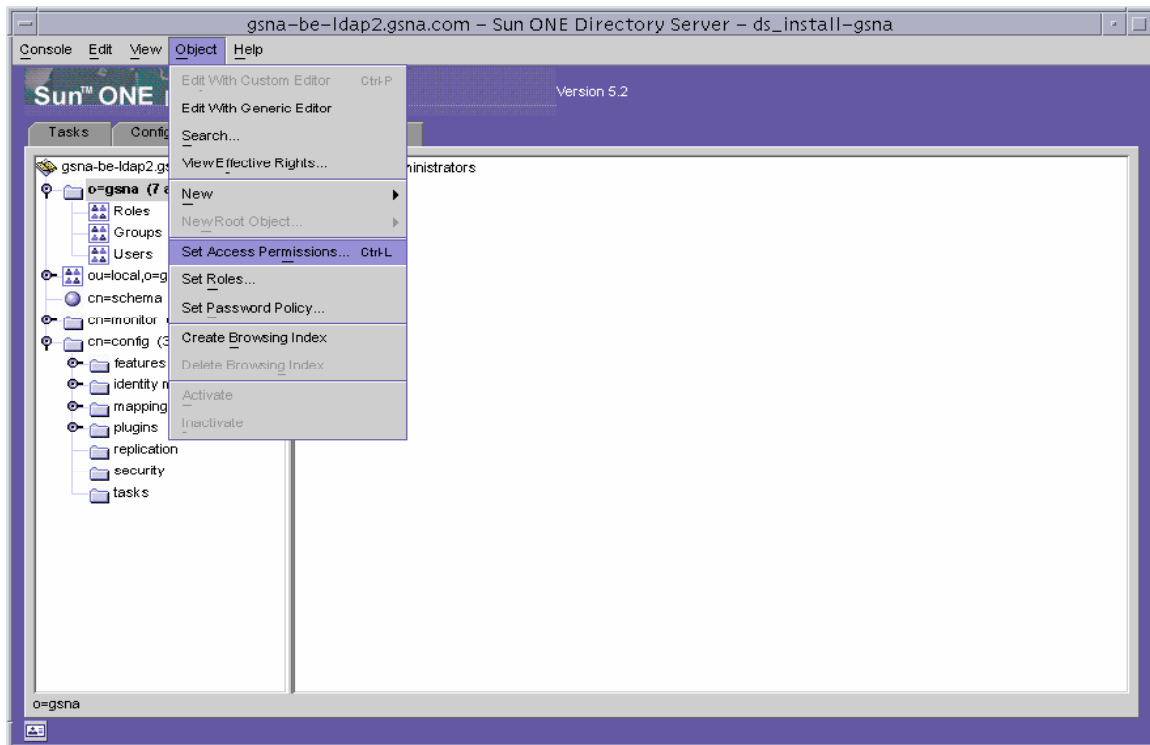 gsna-be-ldap2.gsna.com – Sun ONE Directory Server – ds_install-gsna
Console Edit View Object Help
Sun™ ONE
Version 5.2
Tasks
Config
Edit With Custom Editor Ctrl-P
Edit With Generic Editor
Search...
View Effective Rights...
New
New Root Object...
Set Access Permissions... Ctrl-L
Set Roles...
Set Password Policy...
Create Browsing Index
Delete Browsing Index
Activate
Inactivate
gsna-be-ldap2.gs
o=gsna (7 a
Roles
Groups
Users
ou=local,o=g
cn=schema
cn=monitor
cn=config (3
features
identity m
mapping
plugins
replication
security
tasks
ministrators
o=gsna